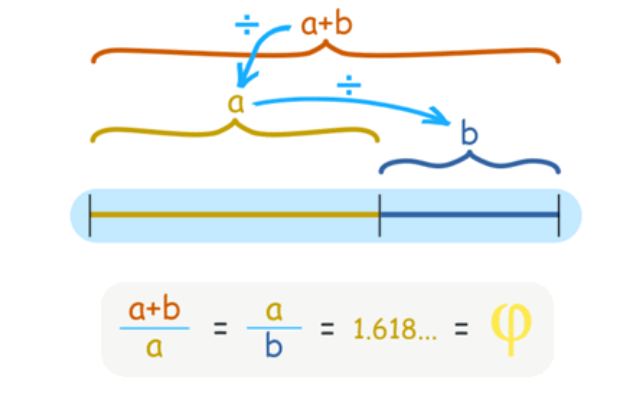 ÷ a+b
a ÷
b
a+b / a = a / b = 1.618... = φ